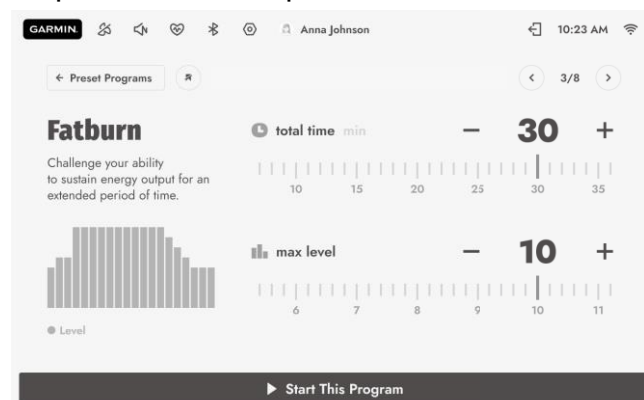 GARMIN.
Anna Johnson
10:23 AM
← Preset Programs
3/8
Fatburn
Challenge your ability
to sustain energy output for an
extended period of time.
Level
total time min
− 30 +
10 15 20 25 30 35
max level
− 10 +
6 7 8 9 10 11
Start This Program